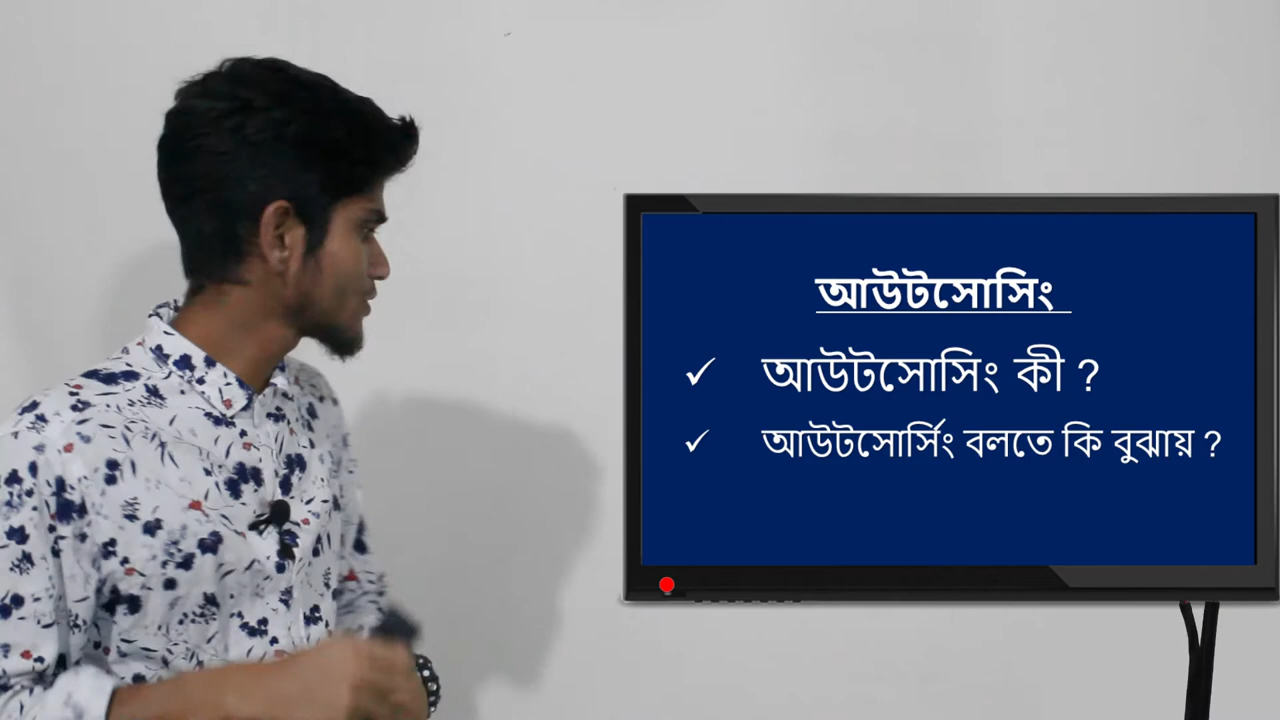 আউটসোসিং
✓ আউটসোসিং কী ?
✓ আউটসোর্সিং বলতে কি বুঝায় ?